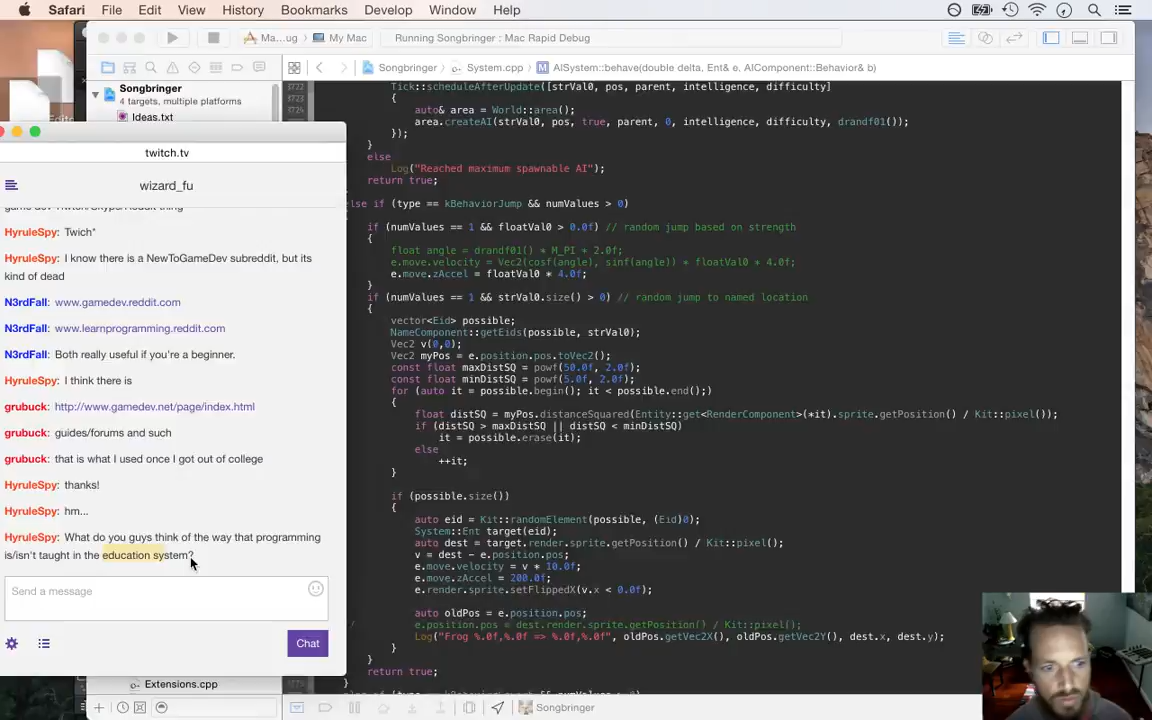 Safari File Edit View History Bookmarks Develop Window Help
Ma...ug My Mac Running Songbringer : Mac Rapid Debug
Songbringer System.cpp M AISystem::behave(double delta, Ent& e, AIComponent::Behavior& b)
Songbringer
4 targets, multiple platforms
Ideas.txt
twitch.tv
wizard_fu
game dev Twitch/Skype/Reddit thing
HyruleSpy: Twich*
HyruleSpy: I know there is a NewToGameDev subreddit, but its
kind of dead
N3rdFall: www.gamedev.reddit.com
N3rdFall: www.learnprogramming.reddit.com
N3rdFall: Both really useful if you're a beginner.
HyruleSpy: I think there is
grubuck: http://www.gamedev.net/page/index.html
grubuck: guides/forums and such
grubuck: that is what I used once I got out of college
HyruleSpy: thanks!
HyruleSpy: hm...
HyruleSpy: What do you guys think of the way that programming
is/isn't taught in the education system?
Send a message
Chat
Extensions.cpp
3722 Tick::scheduleAfterUpdate([strVal0, pos, parent, intelligence, difficulty]
3723 {
3724 auto& area = World::area();
area.createAI(strVal0, pos, true, parent, 0, intelligence, difficulty, drandf01());
});
}
else
Log("Reached maximum spawnable AI");
return true;
else if (type == kBehaviorJump && numValues > 0)
if (numValues == 1 && floatVal0 > 0.0f) // random jump based on strength
{
float angle = drandf01() * M_PI * 2.0f;
e.move.velocity = Vec2(cosf(angle), sinf(angle)) * floatVal0 * 4.0f;
e.move.zAccel = floatVal0 * 4.0f;
}
if (numValues == 1 && strVal0.size() > 0) // random jump to named location
{
vector<Eid> possible;
NameComponent::getEids(possible, strVal0);
Vec2 v(0,0);
Vec2 myPos = e.position.pos.toVec2();
const float maxDistSQ = powf(50.0f, 2.0f);
const float minDistSQ = powf(5.0f, 2.0f);
for (auto it = possible.begin(); it < possible.end();)
{
float distSQ = myPos.distanceSquared(Entity::get<RenderComponent>(*it).sprite.getPosition() / Kit::pixel());
if (distSQ > maxDistSQ || distSQ < minDistSQ)
it = possible.erase(it);
else
++it;
}
if (possible.size())
{
auto eid = Kit::randomElement(possible, (Eid)0);
System::Ent target(eid);
auto dest = target.render.sprite.getPosition() / Kit::pixel();
v = dest - e.position.pos;
e.move.velocity = v * 10.0f;
e.move.zAccel = 200.0f;
e.render.sprite.setFlippedX(v.x < 0.0f);
auto oldPos = e.position.pos;
/ e.position.pos = dest.render.sprite.getPosition() / Kit::pixel();
Log("Frog %.0f,%.0f => %.0f,%.0f", oldPos.getVec2X(), oldPos.getVec2Y(), dest.x, dest.y);
}
}
return true;
}
Songbringer